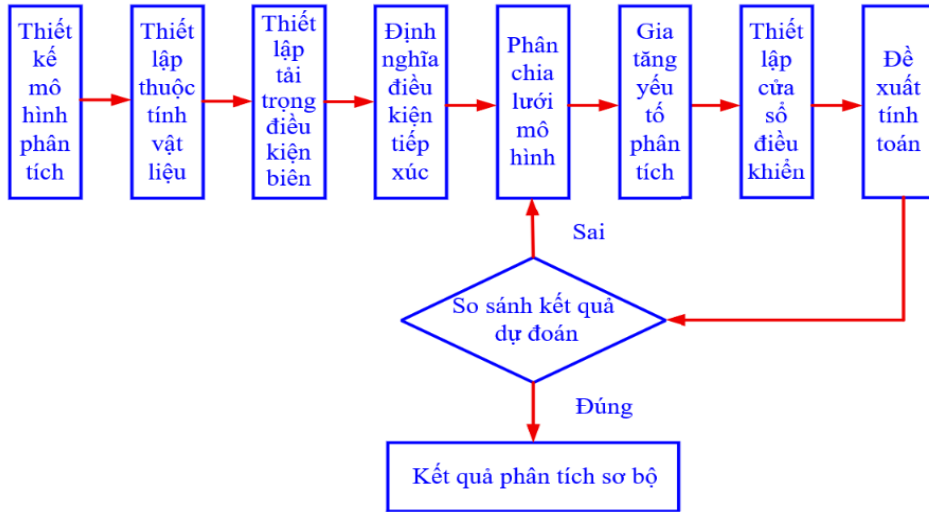 Thiết
kế
mô
hình
phân
tích
Thiết
lập
thuộc
tính
vật
liệu
Thiết
lập
tải
trọng
điều
kiện
biên
Định
nghĩa
điều
kiện
tiếp
xúc
Phân
chia
lưới
mô
hình
Gia
tăng
yếu
tố
phân
tích
Thiết
lập
cửa
sổ
điều
khiển
Đề
xuất
tính
toán
Sai
So sánh kết quả
dự đoán
Đúng
Kết quả phân tích sơ bộ